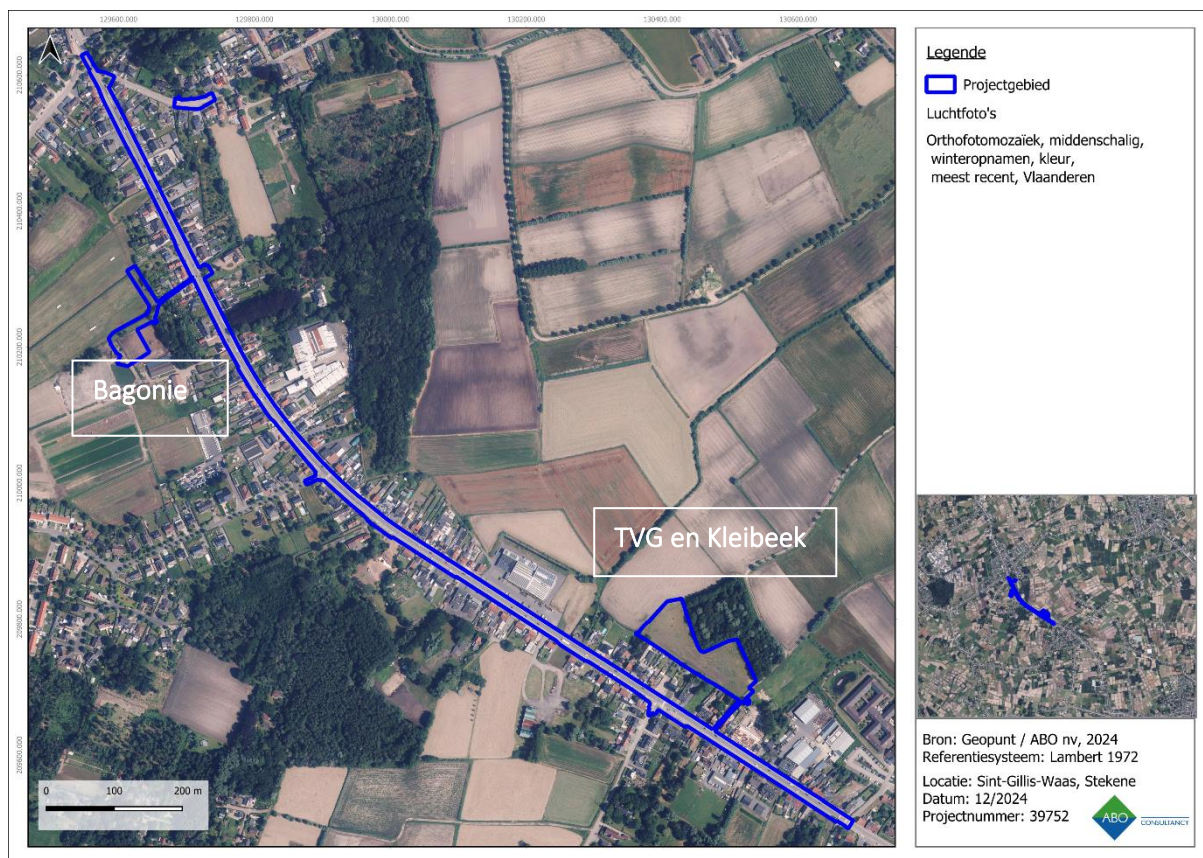 129600.000
129800.000
130000.000
130200.000
130400.000
130600.000
210600.000
210400.000
210200.000
210000.000
209800.000
209600.000
Bagonie
TVG en Kleibeek
0 100 200 m
Legende
Projectgebied
Luchtfoto's
Orthofotomozaïek, middenschalig,
winteropnamen, kleur,
meest recent, Vlaanderen
Bron: Geopunt / ABO nv, 2024
Referentiesysteem: Lambert 1972
Locatie: Sint-Gillis-Waas, Stekene
Datum: 12/2024
Projectnummer: 39752
ABO CONSULTANCY